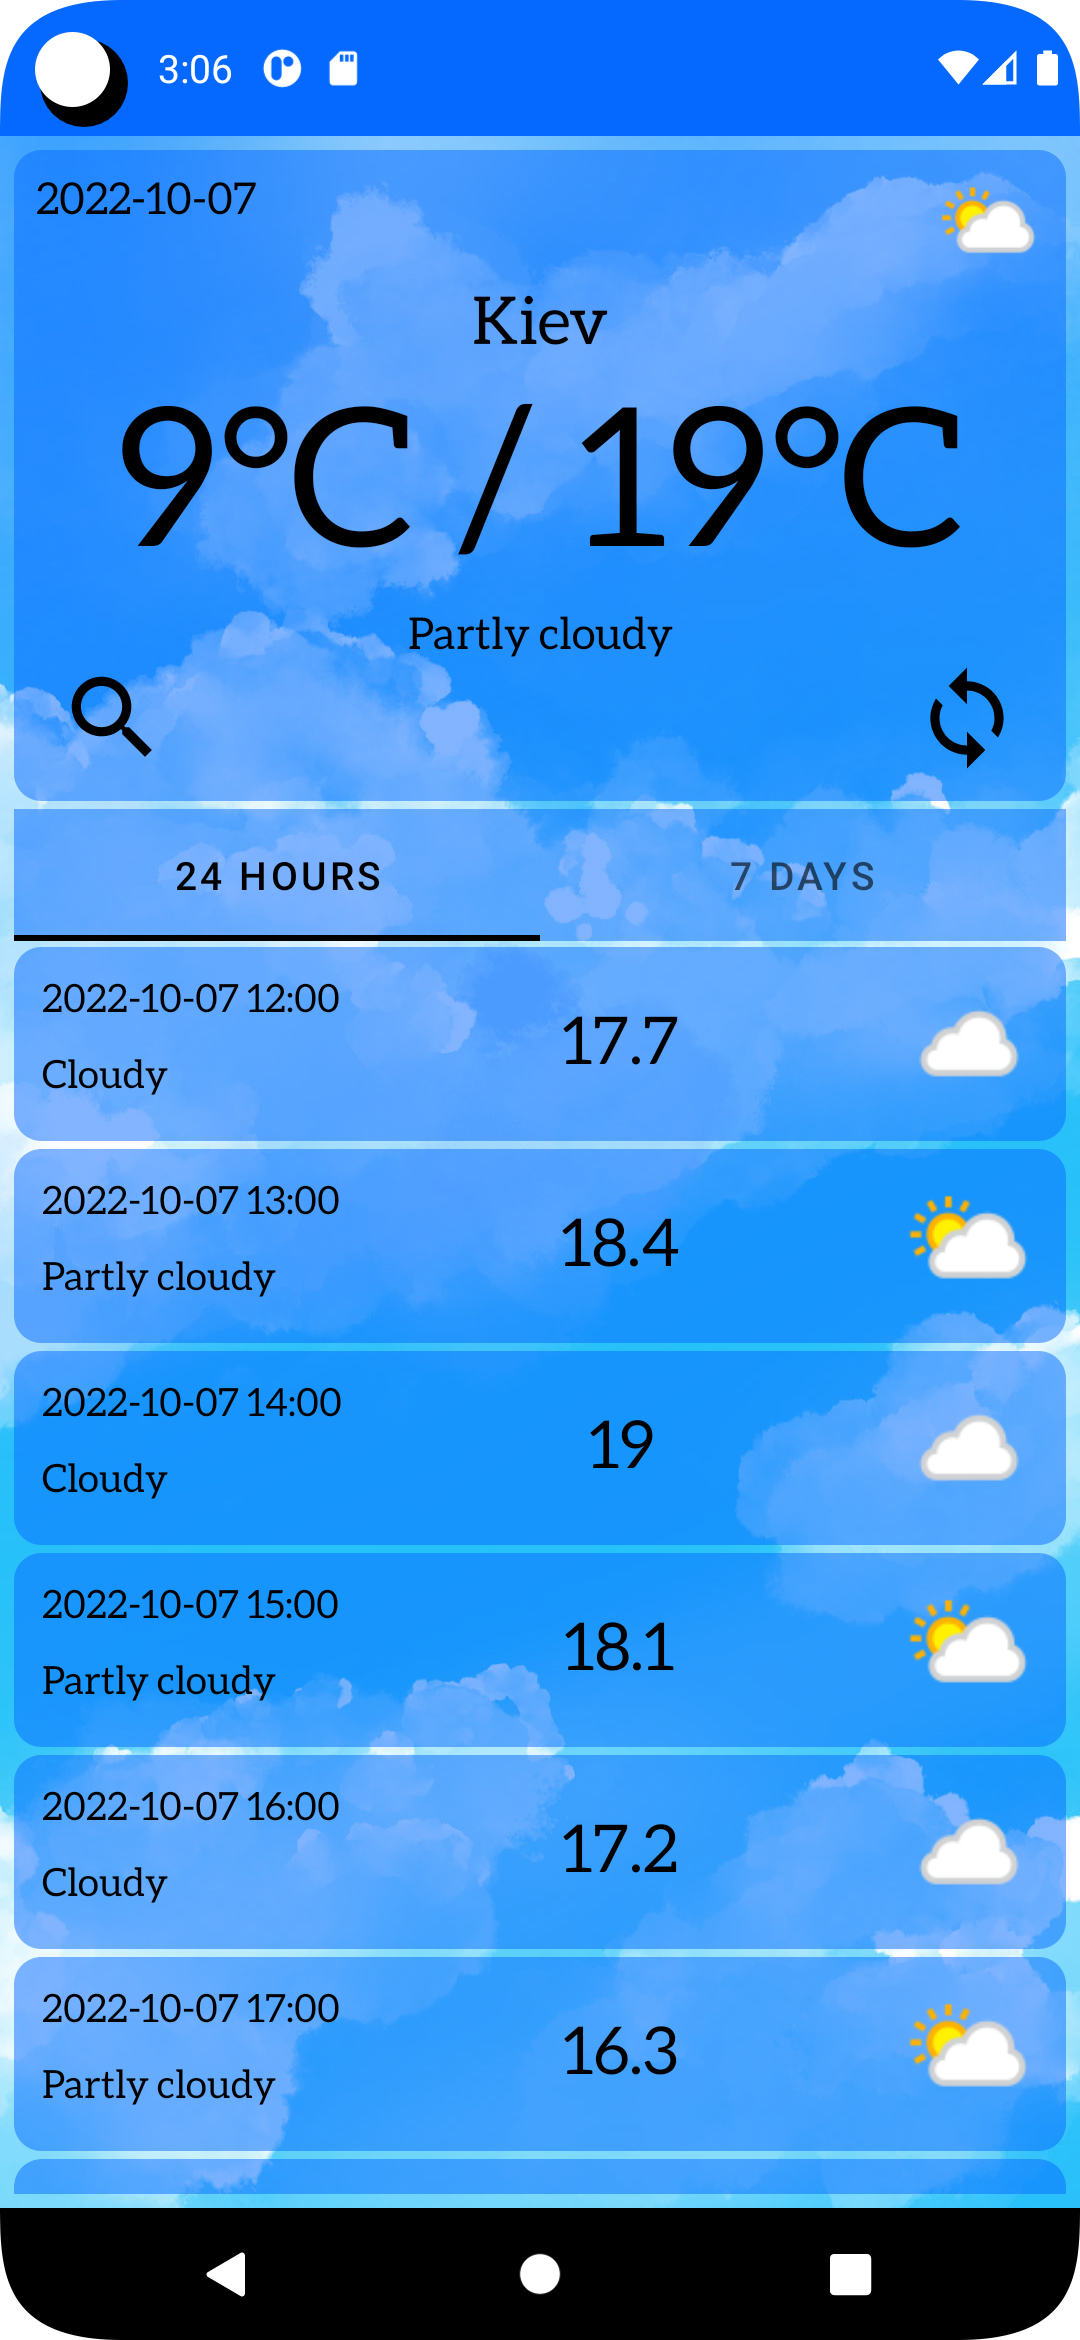 3:06
2022-10-07
Kiev
9°C / 19°C
Partly cloudy
24 HOURS
7 DAYS
2022-10-07 12:00
17.7
Cloudy
2022-10-07 13:00
18.4
Partly cloudy
2022-10-07 14:00
19
Cloudy
2022-10-07 15:00
18.1
Partly cloudy
2022-10-07 16:00
17.2
Cloudy
2022-10-07 17:00
16.3
Partly cloudy